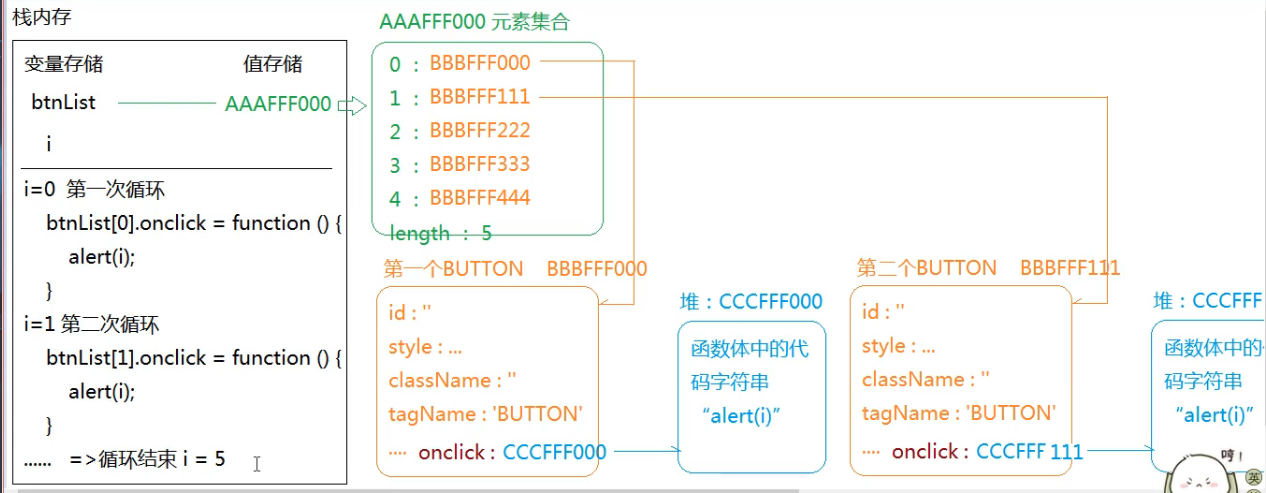 栈内存
变量存储 值存储
btnList AAAFFF000
i
i=0 第一次循环
btnList[0].onclick = function () {
alert(i);
}
i=1 第二次循环
btnList[1].onclick = function () {
alert(i);
}
...... =>循环结束 i = 5
AAAFFF000 元素集合
0 : BBBFFF000
1 : BBBFFF111
2 : BBBFFF222
3 : BBBFFF333
4 : BBBFFF444
length : 5
第一个BUTTON BBBFFF000
id : ''
style : ...
className : ''
tagName : 'BUTTON'
.... onclick : CCCFFF000
堆：CCCFFF000
函数体中的代
码字符串
“alert(i)”
第二个BUTTON BBBFFF111
id : ''
style : ...
className : ''
tagName : 'BUTTON'
.... onclick : CCCFFF 111
堆：CCCFFF
函数体中的
码字符串
“alert(i)”
哼!
英